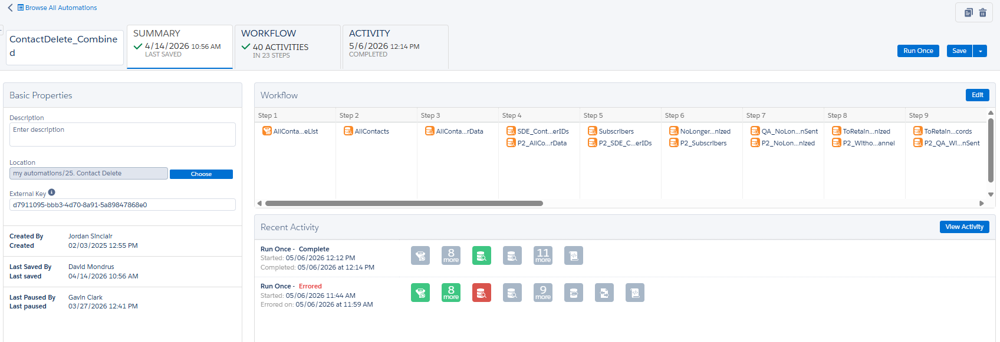 Browse All Automations
ContactDelete_Combine
d
SUMMARY
4/14/2026 10:56 AM
LAST SAVED
WORKFLOW
40 ACTIVITIES
IN 23 STEPS
ACTIVITY
5/6/2026 12:14 PM
COMPLETED
Run Once
Save
Basic Properties
Description
Enter description
Location
my automations/25. Contact Delete
Choose
External Key
d7911095-bbb3-4d70-8a91-5a89847868e0
Created By Jordan Sinclair
Created 02/03/2025 12:55 PM
Last Saved By David Mondrus
Last saved 04/14/2026 10:56 AM
Last Paused By Gavin Clark
Last paused 03/27/2026 12:41 PM
Workflow
Edit
Step 1 Step 2 Step 3 Step 4 Step 5 Step 6 Step 7 Step 8 Step 9
AllConta...eList AllContacts AllConta...rData SDE_Cont...erIDs Subscribers NoLonger...nized QA_NoLon...nSent ToRetain...nized ToRetain...cords
P2_AllCo...rData P2_SDE_C...erIDs P2_Subscribers P2_NoLon...nized P2_Witho...annel P2_QA_Wi...nSent
Recent Activity
View Activity
Run Once - Complete
Started: 05/06/2026 12:12 PM
Completed: 05/06/2026 at 12:14 PM
8 more
11 more
Run Once - Errored
Started: 05/06/2026 11:44 AM
Errored on: 05/06/2026 at 11:59 AM
8 more
9 more